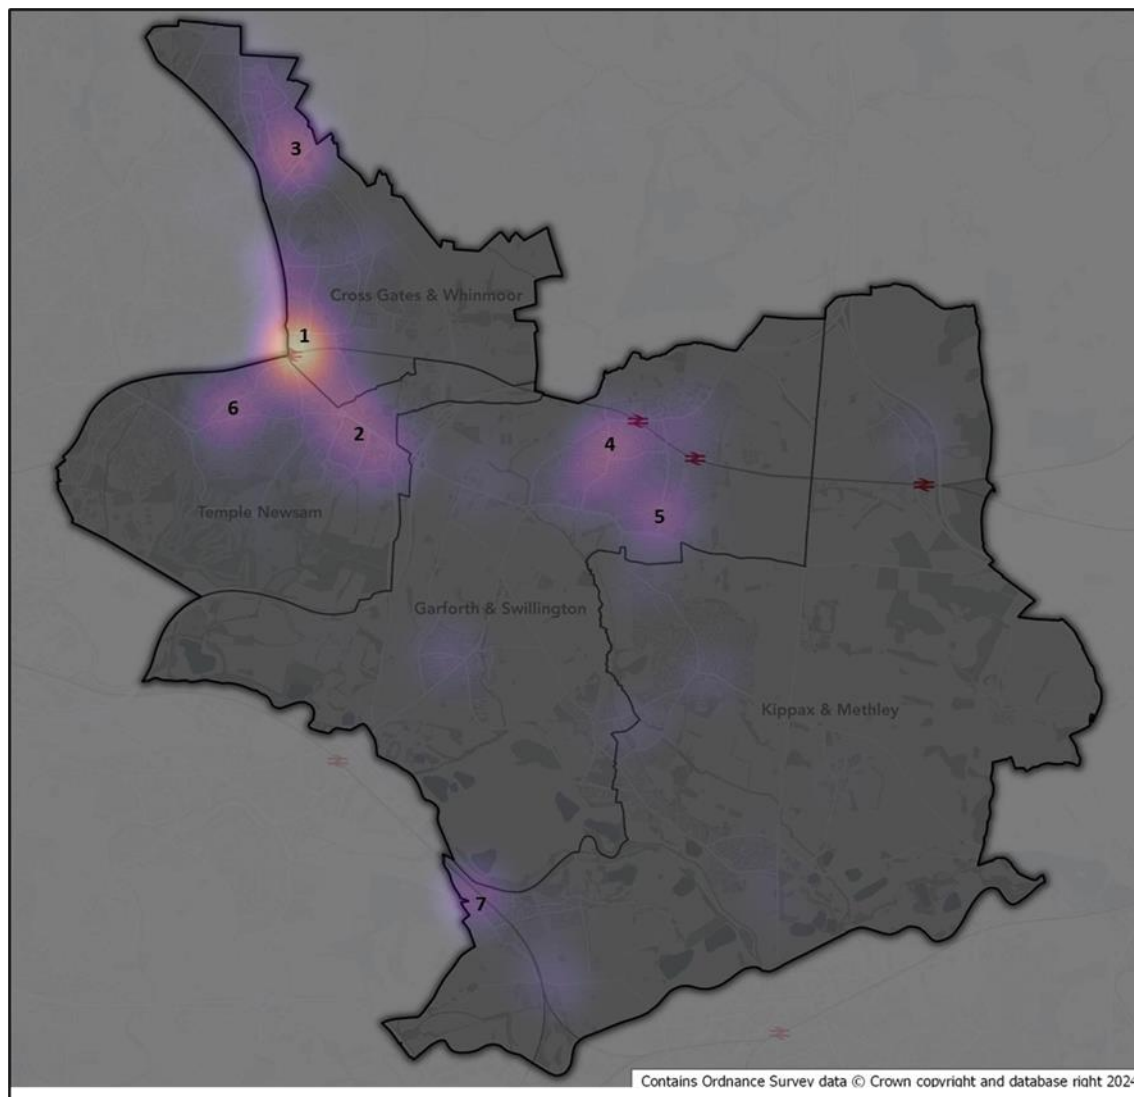 3
Cross Gates & Whinmoor
1
6
2
4
5
Temple Newsam
Garforth & Swillington
Kippax & Methley
7
Contains Ordnance Survey data © Crown copyright and database right 2024